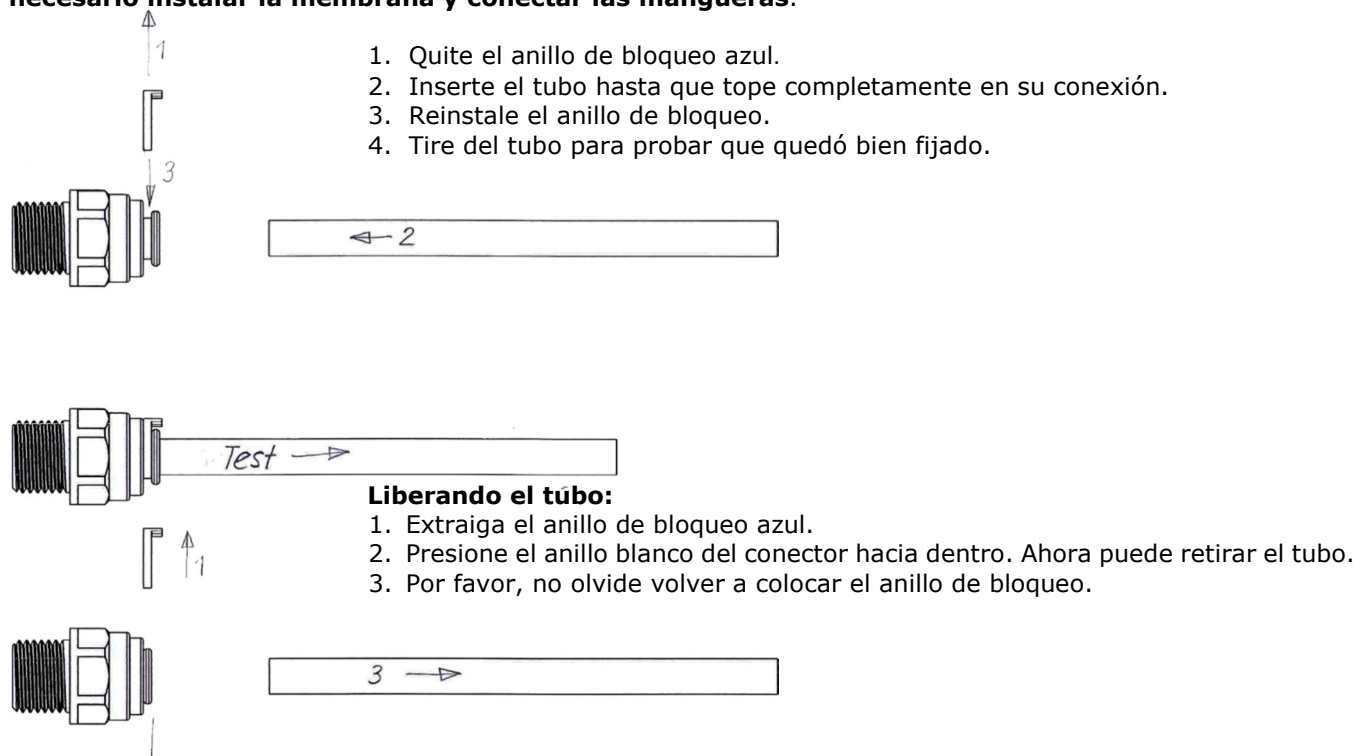 necesario instalar la membrana y conectar las mangueras.
1
1. Quite el anillo de bloqueo azul.
2. Inserte el tubo hasta que tope completamente en su conexión.
3. Reinstale el anillo de bloqueo.
4. Tire del tubo para probar que quedó bien fijado.
3
2
Test
Liberando el tubo:
1. Extraiga el anillo de bloqueo azul.
2. Presione el anillo blanco del conector hacia dentro. Ahora puede retirar el tubo.
1
3. Por favor, no olvide volver a colocar el anillo de bloqueo.
3